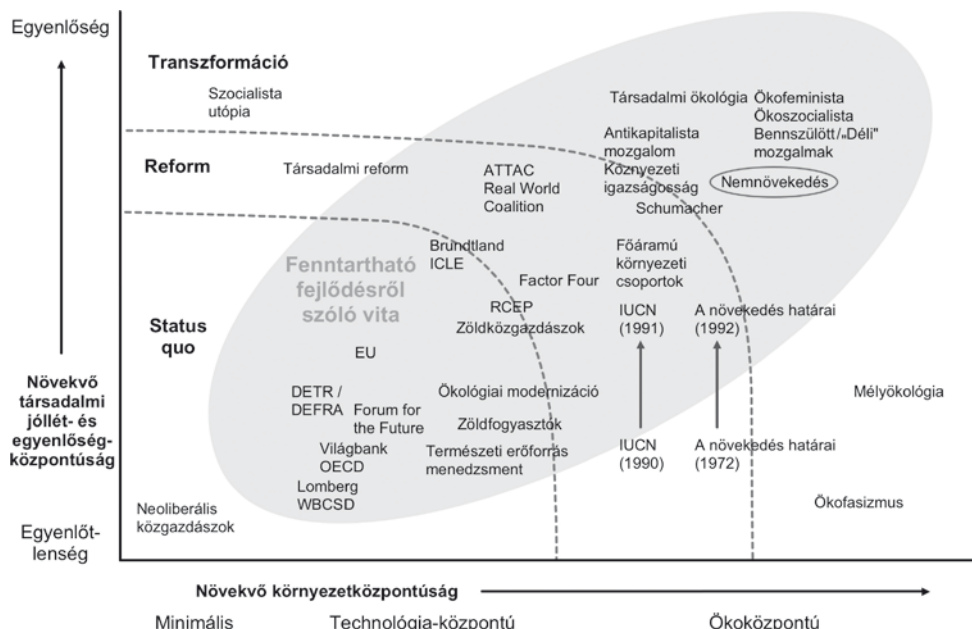 Egyenlőség
Transzformáció
Szocialista
utópia
Társadalmi ökológia
Ökofeminista
Ökoszocialista
Bennszülött/„Déli"
mozgalmak
Antikapitalista
mozgalom
Környezeti
igazságosság
Nemnövekedés
Schumacher
Reform
Társadalmi reform
ATTAC
Real World
Coalition
Brundtland
ICLE
Főáramú
környezeti
csoportok
Fenntartható
fejlődésről
szóló vita
Factor Four
RCEP
Zöldközgazdászok
IUCN
(1991)
A növekedés határai
(1992)
Status
quo
EU
DETR /
DEFRA
Forum for
the Future
Ökológiai modernizáció
Zöldfogyasztók
Mélyökológia
Világbank
OECD
Természeti erőforrás
menedzsment
IUCN
(1990)
A növekedés határai
(1972)
Lomberg
WBCSD
Neoliberális
közgazdászok
Ökofasizmus
Növekvő
társadalmi
jóllét- és
egyenlőség-
központúság
Egyenlőt-
lenség
Növekvő környezetközpontúság
Minimális
Technológia-központú
Ökoközpontú